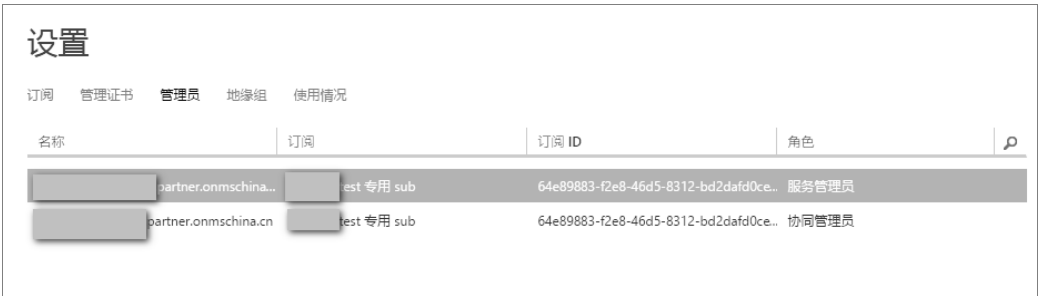 设置
订阅 管理证书 管理员 地缘组 使用情况
名称 订阅 订阅 ID 角色
partner.onmschina... test 专用 sub 64e89883-f2e8-46d5-8312-bd2dafd0ce... 服务管理员
partner.onmschina.cn test 专用 sub 64e89883-f2e8-46d5-8312-bd2dafd0ce... 协同管理员